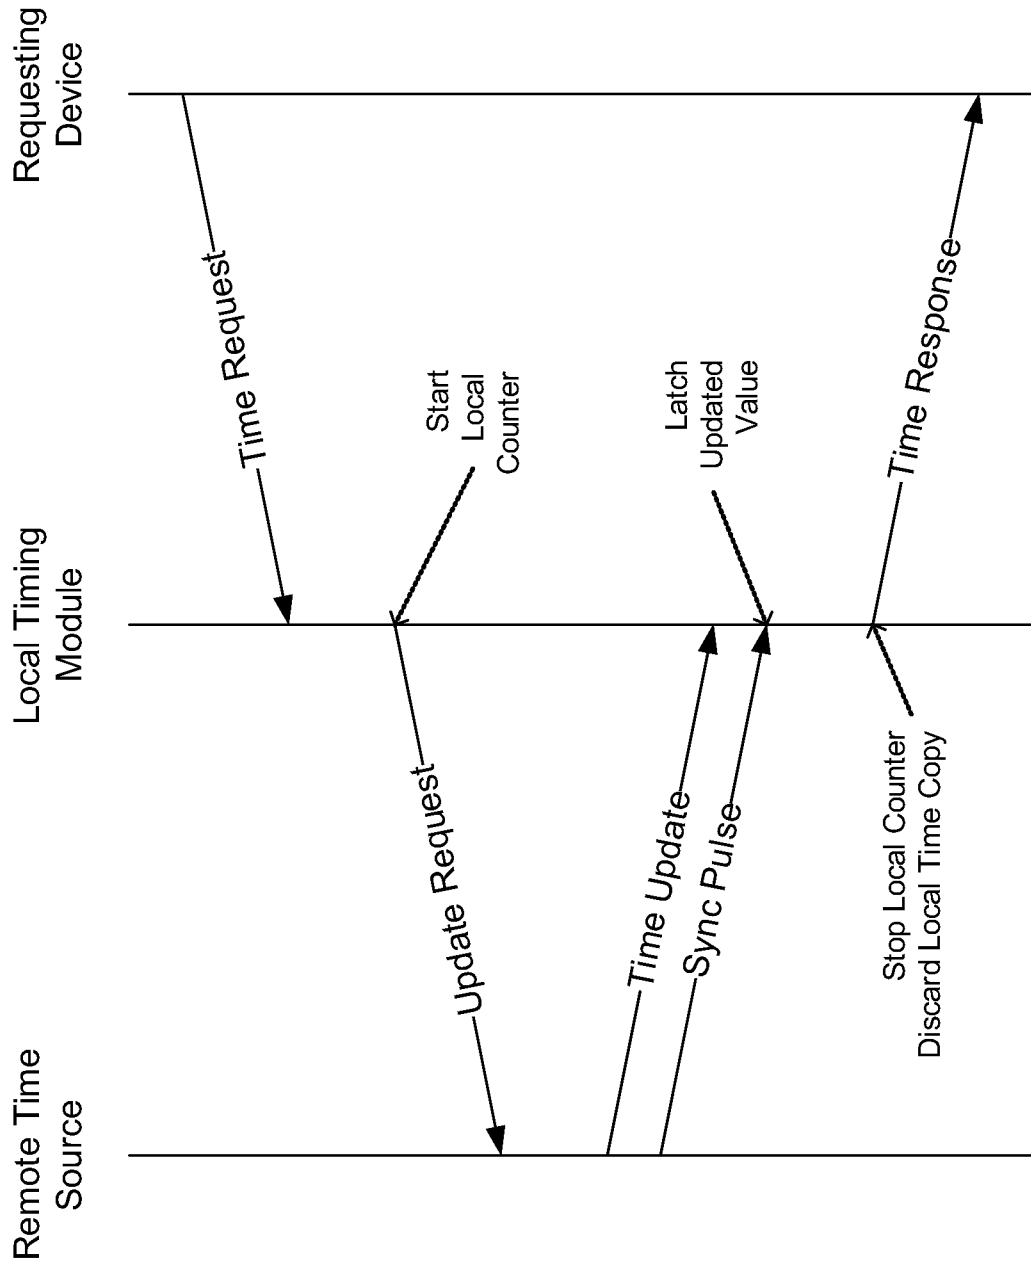 Remote Time
Source
Local Timing
Module
Requesting
Device
Time Request
Start
Local
Counter
Update Request
Time Update
Sync Pulse
Latch
Updated
Value
Stop Local Counter
Discard Local Time Copy
Time Response